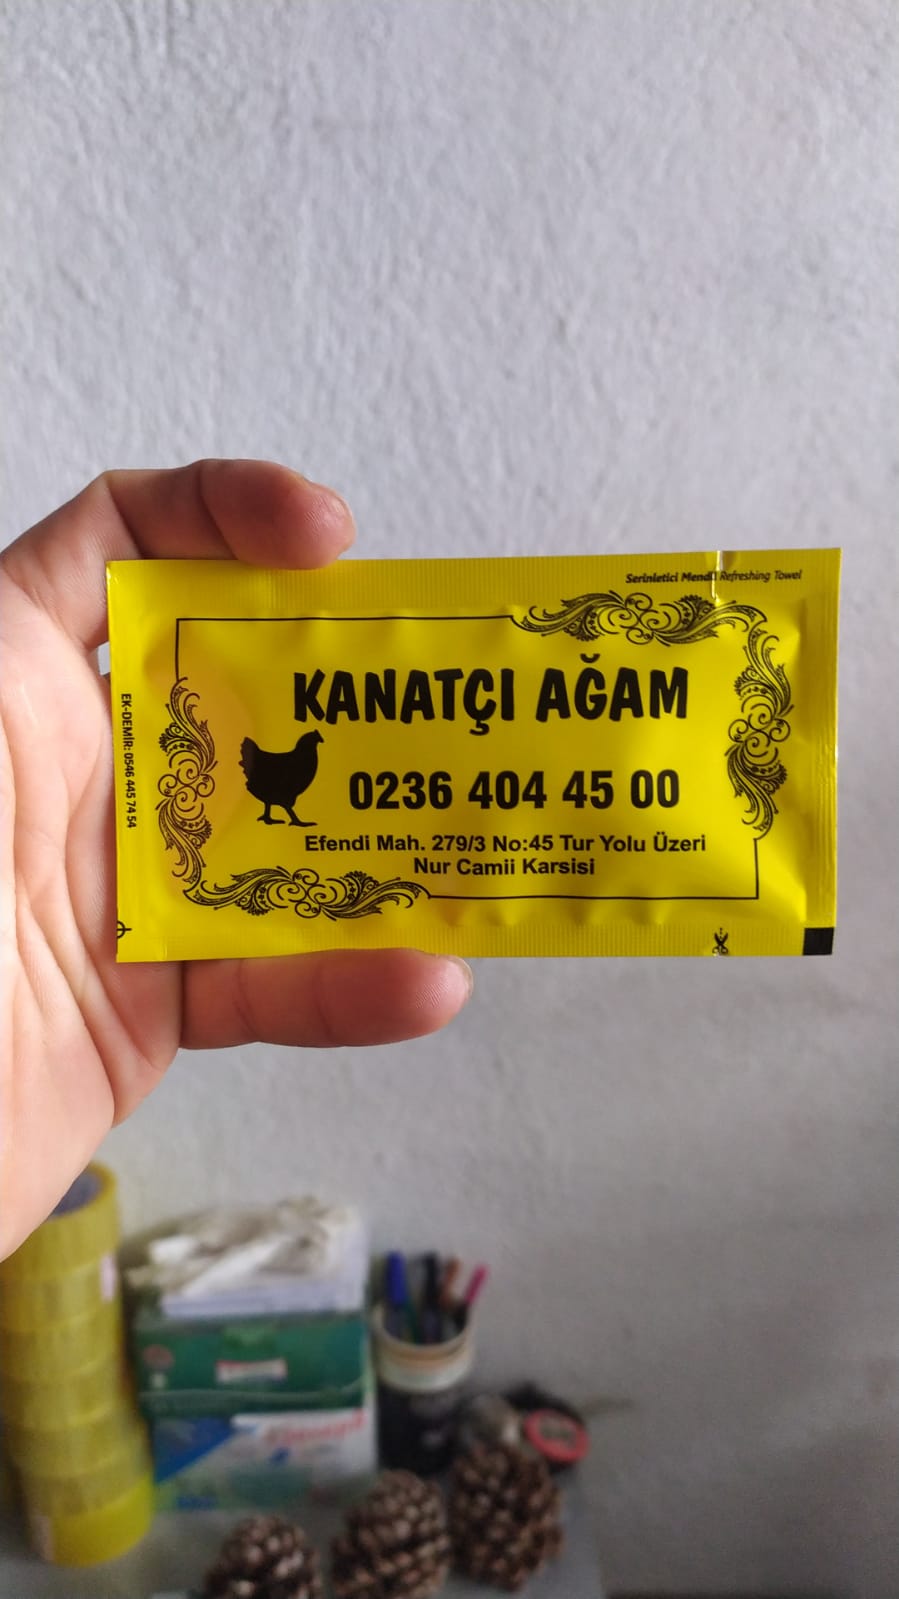 Serinletici Mendil Refreshing Towel
KANATÇI AĞAM
0236 404 45 00
Efendi Mah. 279/3 No:45 Tur Yolu Üzeri
Nur Camii Karsisi
EK-DEMİR: 0546 445 74 54